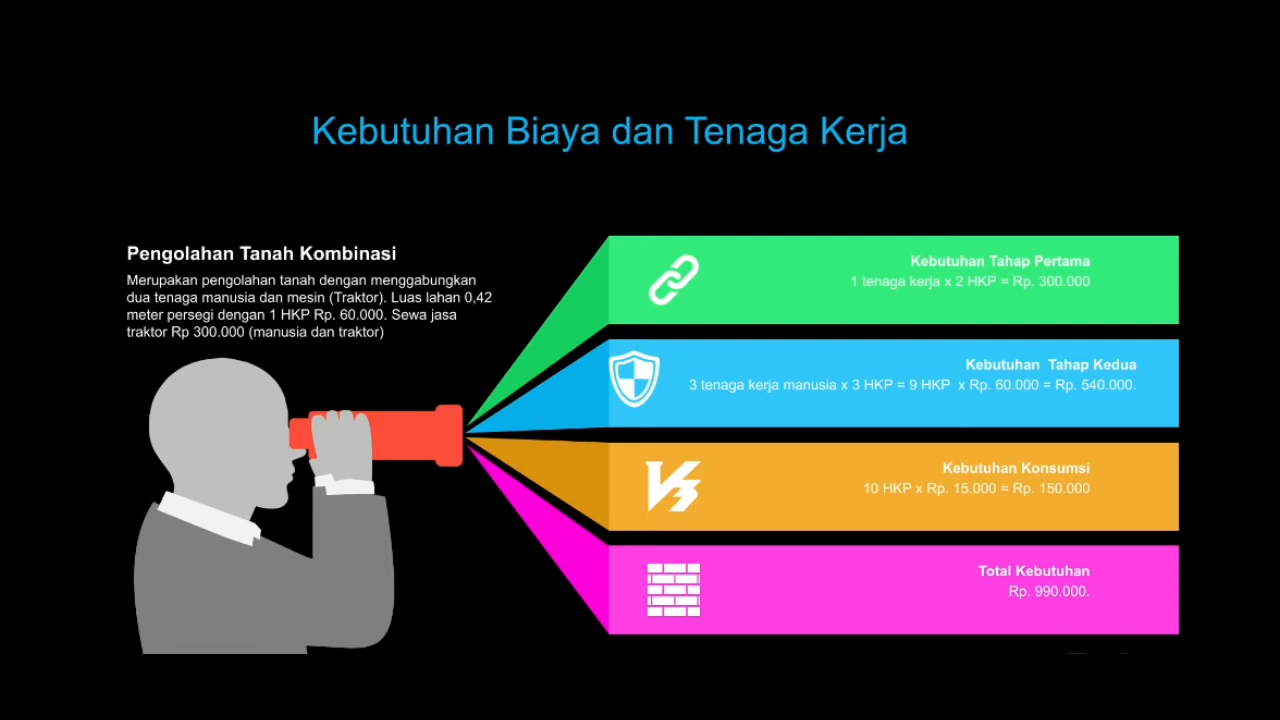 Kebutuhan Biaya dan Tenaga Kerja
Pengolahan Tanah Kombinasi
Merupakan pengolahan tanah dengan menggabungkan
dua tenaga manusia dan mesin (Traktor). Luas lahan 0,42
meter persegi dengan 1 HKP Rp. 60.000. Sewa jasa
traktor Rp 300.000 (manusia dan traktor)
Kebutuhan Tahap Pertama
1 tenaga kerja x 2 HKP = Rp. 300.000
Kebutuhan Tahap Kedua
3 tenaga kerja manusia x 3 HKP = 9 HKP x Rp. 60.000 = Rp. 540.000.
Kebutuhan Konsumsi
10 HKP x Rp. 15.000 = Rp. 150.000
Total Kebutuhan
Rp. 990.000.